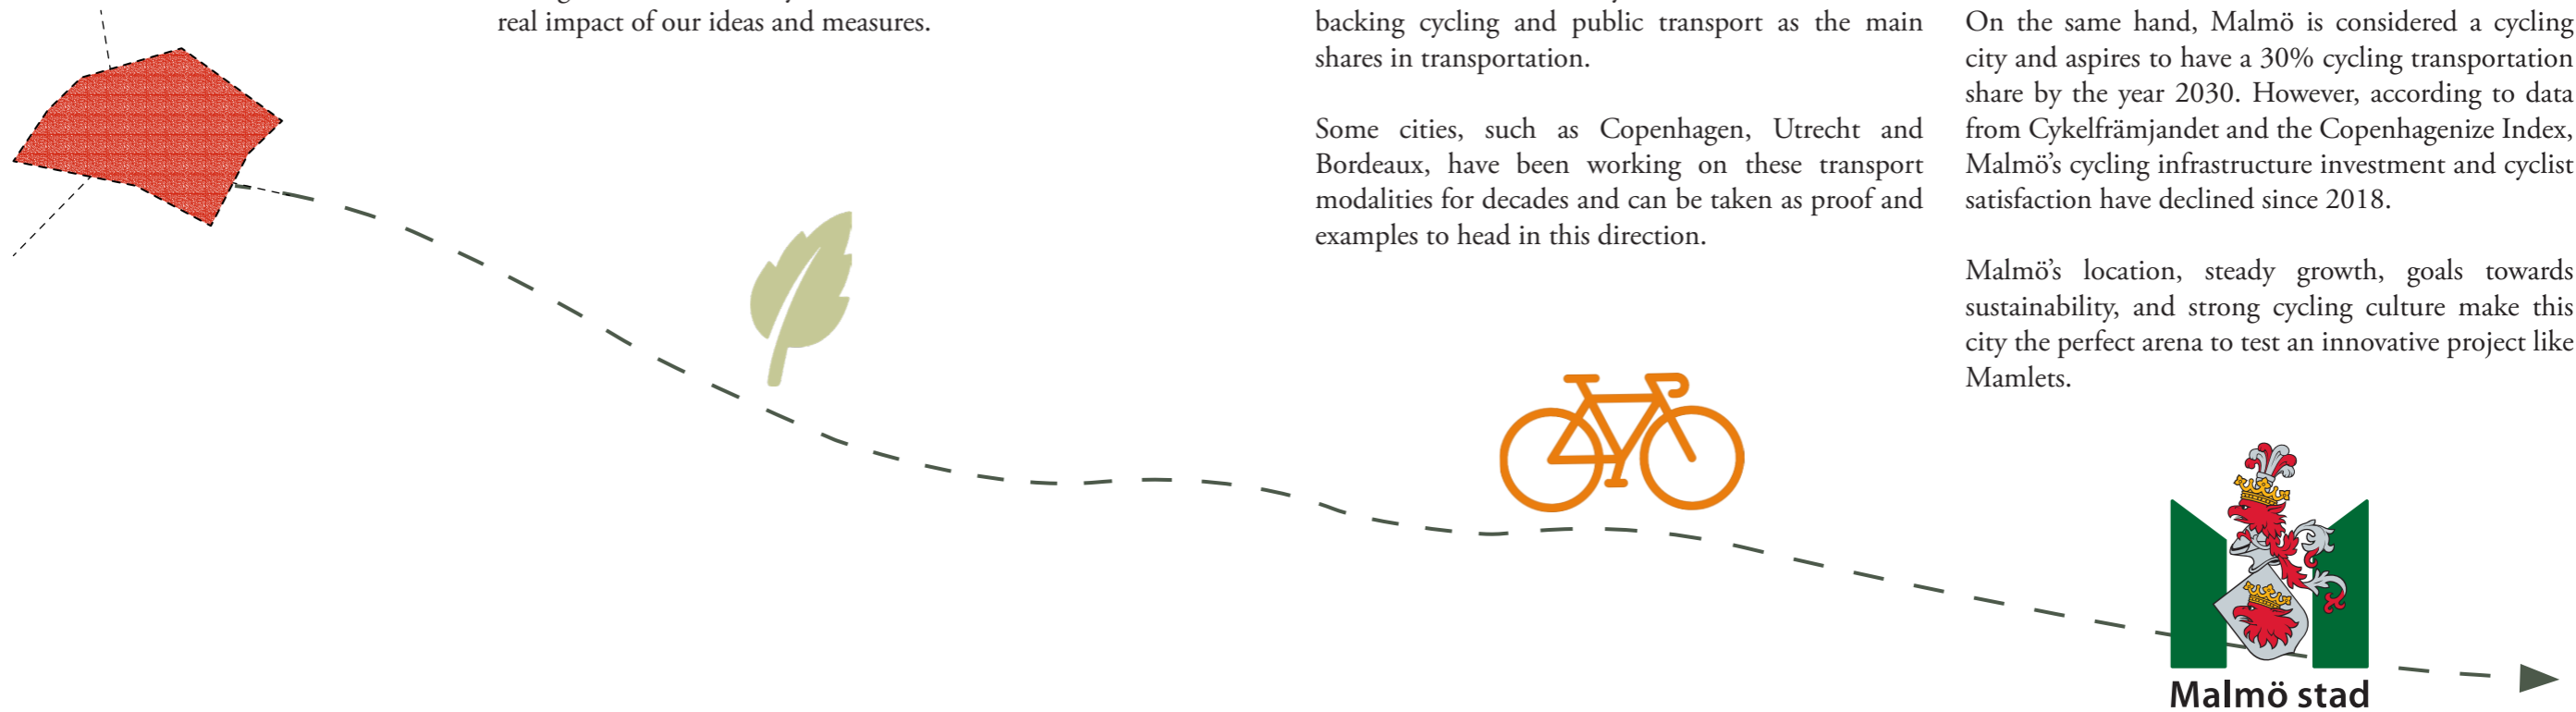 real impact of our ideas and measures.
backing cycling and public transport as the main
shares in transportation.
Some cities, such as Copenhagen, Utrecht and
Bordeaux, have been working on these transport
modalities for decades and can be taken as proof and
examples to head in this direction.
On the same hand, Malmö is considered a cycling
city and aspires to have a 30% cycling transportation
share by the year 2030. However, according to data
from Cykelfrämjandet and the Copenhagenize Index,
Malmö’s cycling infrastructure investment and cyclist
satisfaction have declined since 2018.
Malmö’s location, steady growth, goals towards
sustainability, and strong cycling culture make this
city the perfect arena to test an innovative project like
Mamlets.
Malmö stad